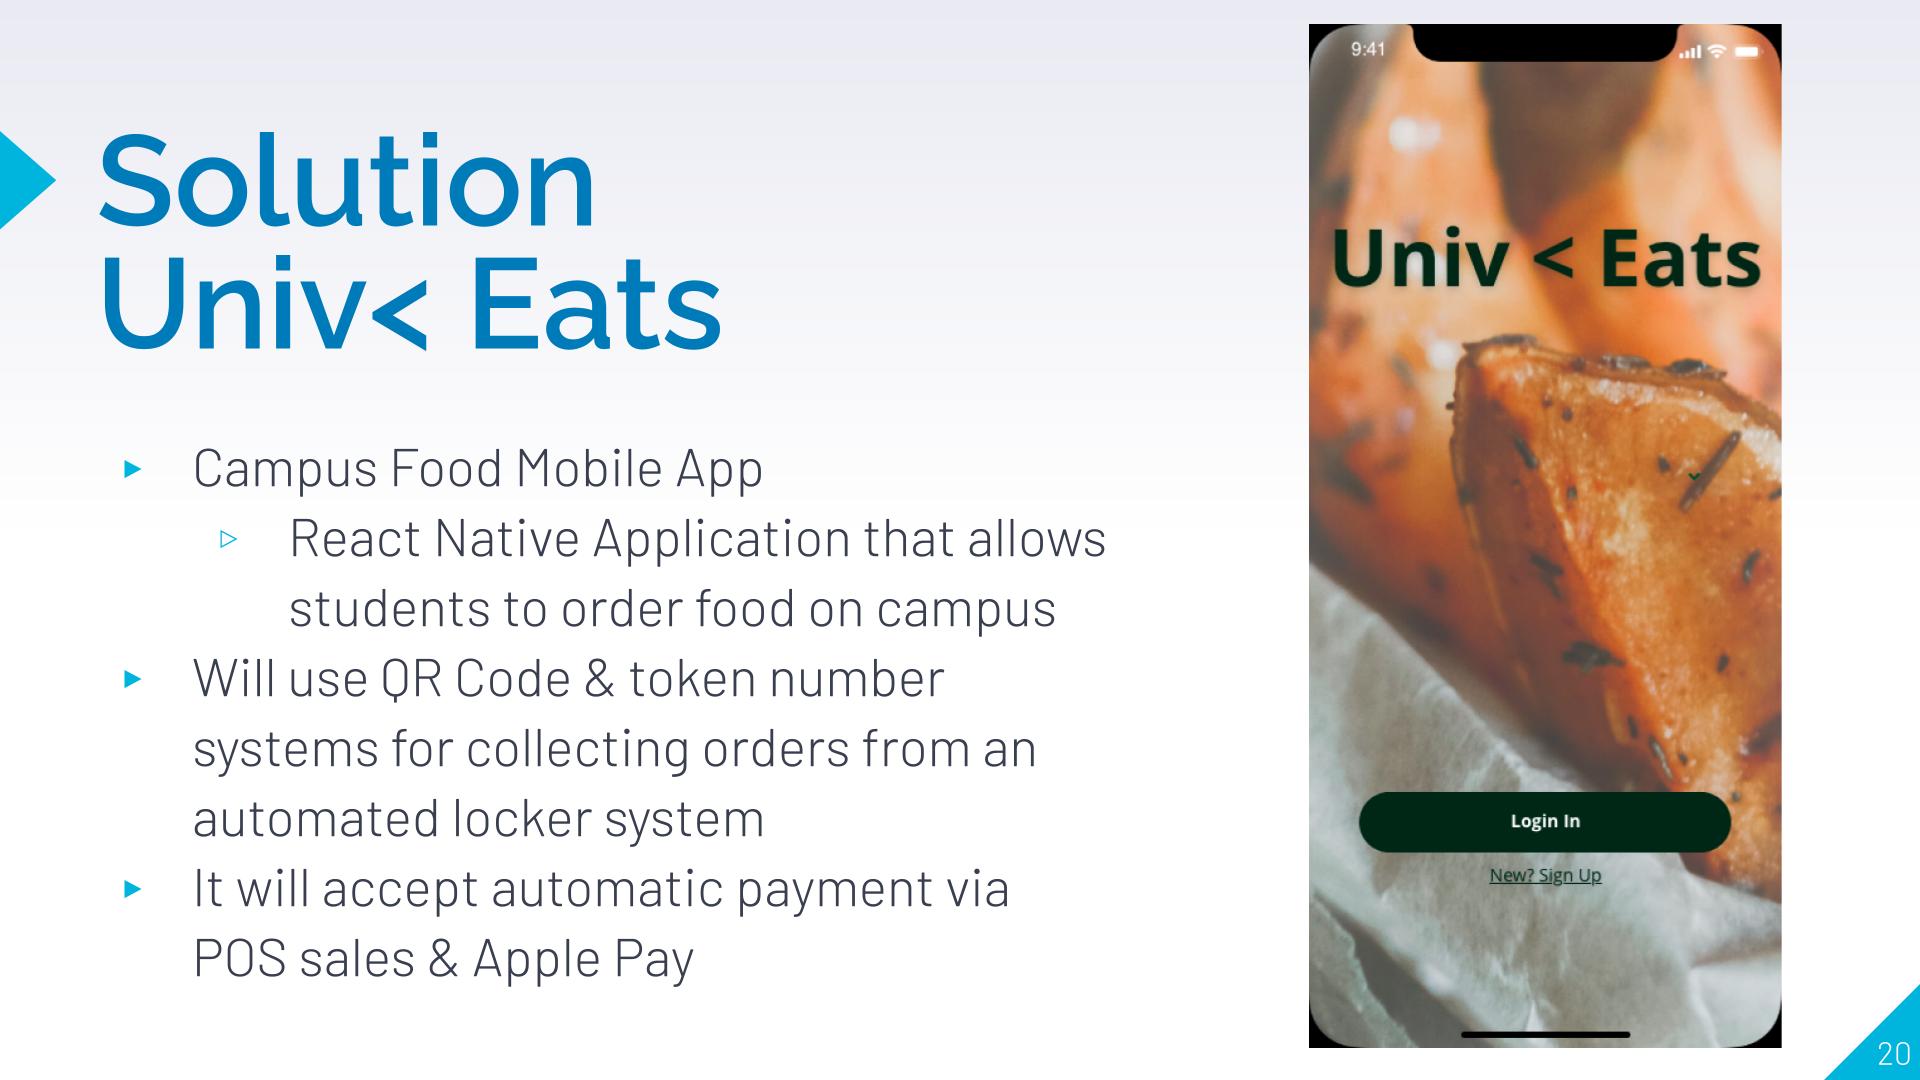 Solution
Univ< Eats
Campus Food Mobile App
React Native Application that allows
students to order food on campus
Will use QR Code & token number
systems for collecting orders from an
automated locker system
It will accept automatic payment via
POS sales & Apple Pay
9:41
Univ < Eats
Login In
New? Sign Up
20